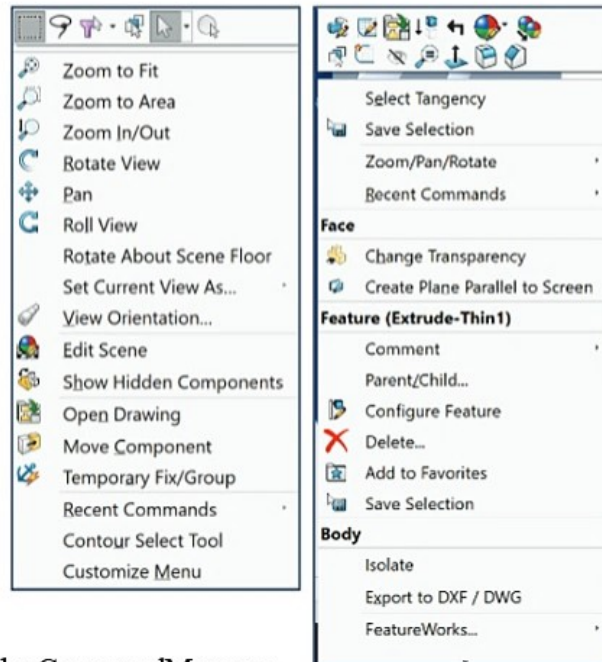 Zoom to Fit
Zoom to Area
Zoom In/Out
Rotate View
Pan
Roll View
Rotate About Scene Floor
Set Current View As...
View Orientation...
Edit Scene
Show Hidden Components
Open Drawing
Move Component
Temporary Fix/Group
Recent Commands
Contour Select Tool
Customize Menu
Select Tangency
Save Selection
Zoom/Pan/Rotate
Recent Commands
Face
Change Transparency
Create Plane Parallel to Screen
Feature (Extrude-Thin1)
Comment
Parent/Child...
Configure Feature
Delete...
Add to Favorites
Save Selection
Body
Isolate
Export to DXF / DWG
FeatureWorks...